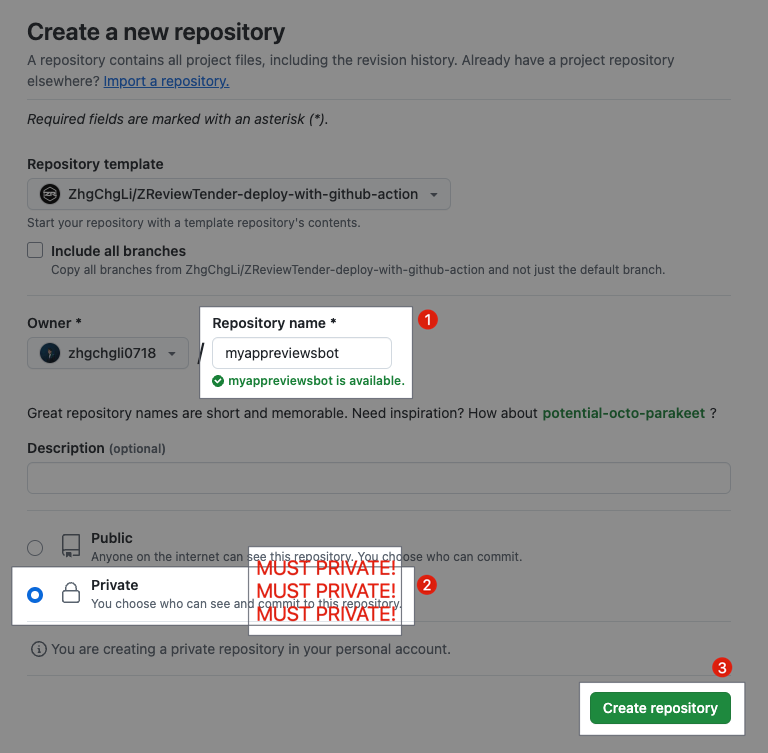 Create a new repository
A repository contains all project files, including the revision history. Already have a project repository
elsewhere? Import a repository.
Required fields are marked with an asterisk (*).
Repository template
ZhgChgLi/ZReviewTender-deploy-with-github-action
Start your repository with a template repository's contents.
Include all branches
Copy all branches from ZhgChgLi/ZReviewTender-deploy-with-github-action and not just the default branch.
Owner *
Repository name *
1
zhgchgli0718
/
myappreviewsbot
myappreviewsbot is available.
Great repository names are short and memorable. Need inspiration? How about potential-octo-parakeet ?
Description (optional)
Public
Anyone on the internet can see this repository. You choose who can commit.
MUST PRIVATE!
Private
MUST PRIVATE!
2
You choose who can see and commit to this repository.
MUST PRIVATE!
You are creating a private repository in your personal account.
3
Create repository